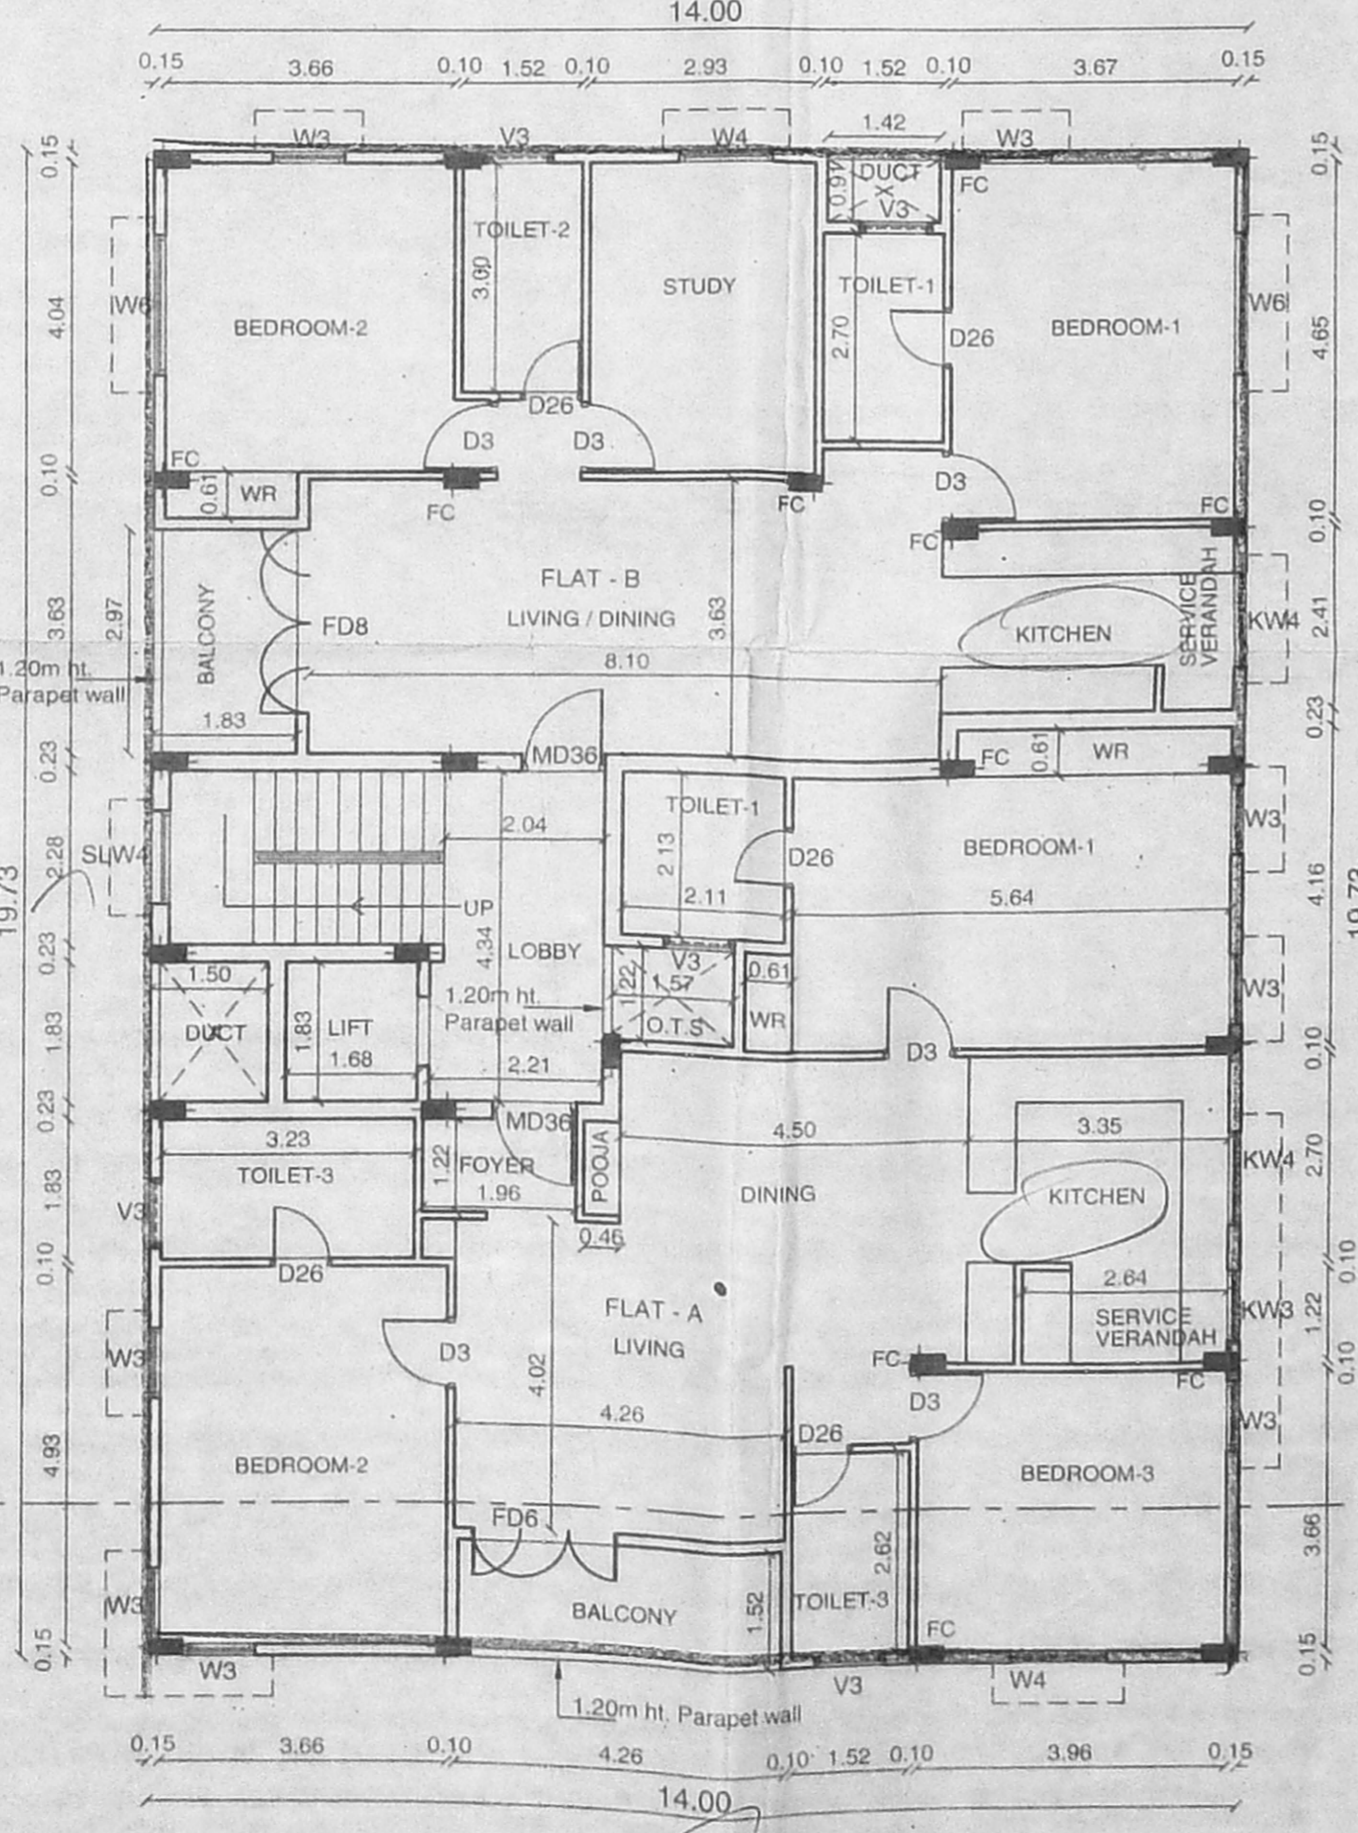 14.00
0.15 3.66 0.10 1.52 0.10 2.93 0.10 1.52 0.10 3.67 0.15
1.42
W3 V3 W4 W3
0.15 0.15
DUCT
0.91
X
V3
FC
TOILET-2
3.00
STUDY
TOILET-1
2.70
W6
BEDROOM-2
BEDROOM-1
W6
4.04
4.65
D26
D26
D3 D3
D3
FC
0.10
0.61
WR
FC
FC
FC
FC
0.10
BALCONY
FD8
FLAT - B
LIVING / DINING
3.63
2.97
3.63
8.10
KITCHEN
SERVICE
VERANDAH
KW4
2.41
1.20m ht.
Parapet wall
1.83
0.23
0.23
MD36
FC
0.61
WR
TOILET-1
2.13
2.11
D26
BEDROOM-1
5.64
W3
2.04
SLW4
2.28
4.16
19.73
UP
LOBBY
4.34
0.23
1.50
DUCT
X
1.83
LIFT
1.68
1.83
1.20m ht.
Parapet wall
2.21
V3
1.22
1.57
O.T.S
0.61
WR
W3
D3
0.10
0.23
MD36
3.23
TOILET-3
1.22
FOYER
1.96
POOJA
0.46
4.50
3.35
DINING
KITCHEN
KW4
2.70
1.83
V3
0.10
D26
0.10
2.64
FLAT - A
LIVING
SERVICE
VERANDAH
KW3
1.22
W3
D3
4.02
FC
FC
0.10
4.26
D3
D26
W3
4.93
BEDROOM-2
BEDROOM-3
FD6
3.66
2.62
W3
BALCONY
1.52
TOILET-3
FC
0.15
0.15
W3
V3
W4
1.20m ht. Parapet wall
0.15 3.66 0.10 4.26 0.10 1.52 0.10 3.96 0.15
14.00